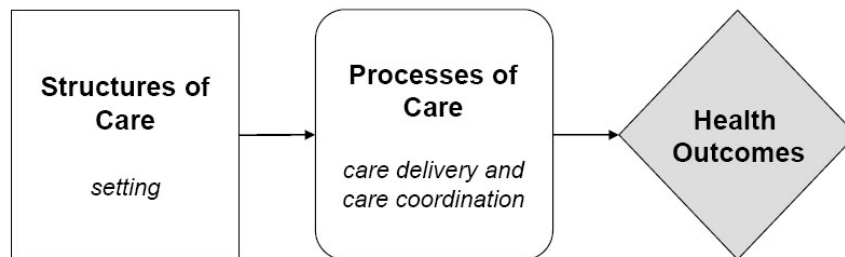 Structures of
Care
setting
Processes of
Care
care delivery and
care coordination
Health
Outcomes